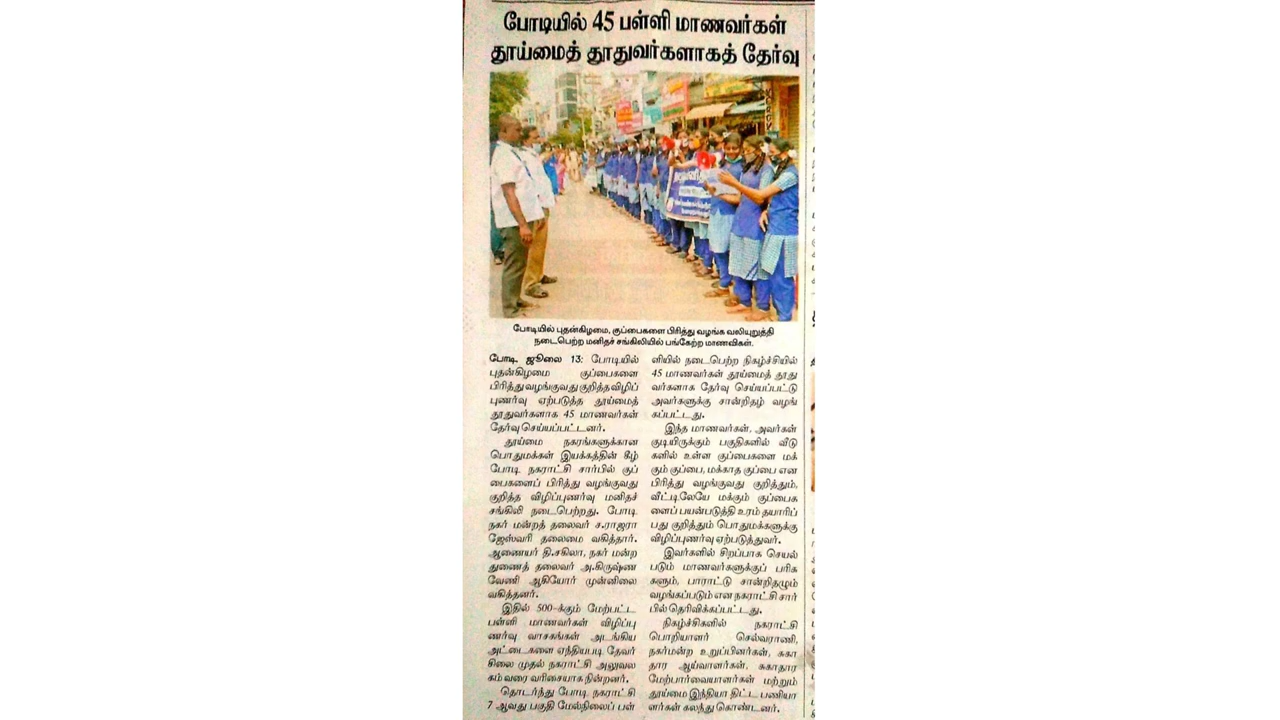 போடியில் 45 பள்ளி மாணவர்கள்
தூய்மைத் தூதுவர்களாகத் தேர்வு
போடியில் புதன்கிழமை, குப்பைகளை பிரித்து வழங்க வலியுறுத்தி
நடைபெற்ற மனிதச் சங்கிலியில் பங்கேற்ற மாணவிகள்.
போடி, ஜூலை 13: போடியில்
புதன்கிழமை குப்பைகளை
பிரித்து வழங்குவது குறித்த விழிப்
புணர்வு ஏற்படுத்த தூய்மைத்
தூதுவர்களாக 45 மாணவர்கள்
தேர்வு செய்யப்பட்டனர்.
தூய்மை நகரங்களுக்கான
பொதுமக்கள் இயக்கத்தின் கீழ்
போடி நகராட்சி சார்பில் குப்
பைகளைப் பிரித்து வழங்குவது
குறித்த விழிப்புணர்வு மனிதச்
சங்கிலி நடைபெற்றது. போடி
நகர் மன்றத் தலைவர் ச.ராஜரா
ஜேஸ்வரி தலைமை வகித்தார்.
ஆணையர் தி.சகிலா, நகர் மன்ற
துணைத் தலைவர் அ.கிருஷ்ண
வேணி ஆகியோர் முன்னிலை
வகித்தனர்.
இதில் 500-க்கும் மேற்பட்ட
பள்ளி மாணவர்கள் விழிப்பு
ணர்வு வாசகங்கள் அடங்கிய
அட்டைகளை ஏந்தியபடி தேவர்
சிலை முதல் நகராட்சி அலுவல
கம் வரை வரிசையாக நின்றனர்.
தொடர்ந்து போடி நகராட்சி
7 ஆவது பகுதி மேல்நிலைப் பள்
ளியில் நடைபெற்ற நிகழ்ச்சியில்
45 மாணவர்கள் தூய்மைத் தூது
வர்களாக தேர்வு செய்யப்பட்டு
அவர்களுக்கு சான்றிதழ் வழங்
கப்பட்டது.
இந்த மாணவர்கள், அவர்கள்
குடியிருக்கும் பகுதிகளில் வீடு
களில் உள்ள குப்பைகளை மக்
கும் குப்பை, மக்காத குப்பை என
பிரித்து வழங்குவது குறித்தும்,
வீட்டிலேயே மக்கும் குப்பைக
ளைப் பயன்படுத்தி உரம் தயாரிப்
பது குறித்தும் பொதுமக்களுக்கு
விழிப்புணர்வு ஏற்படுத்துவர்.
இவர்களில் சிறப்பாக செயல்
படும் மாணவர்களுக்குப் பரிசு
களும், பாராட்டு சான்றிதழும்
வழங்கப்படும் என நகராட்சி சார்
பில் தெரிவிக்கப்பட்டது.
நிகழ்ச்சிகளில் நகராட்சி
பொறியாளர் செல்வராணி,
நகர்மன்ற உறுப்பினர்கள், சுகா
தார ஆய்வாளர்கள், சுகாதார
மேற்பார்வையாளர்கள் மற்றும்
தூய்மை இந்தியா திட்ட பணியா
ளர்கள் கலந்து கொண்டனர்.